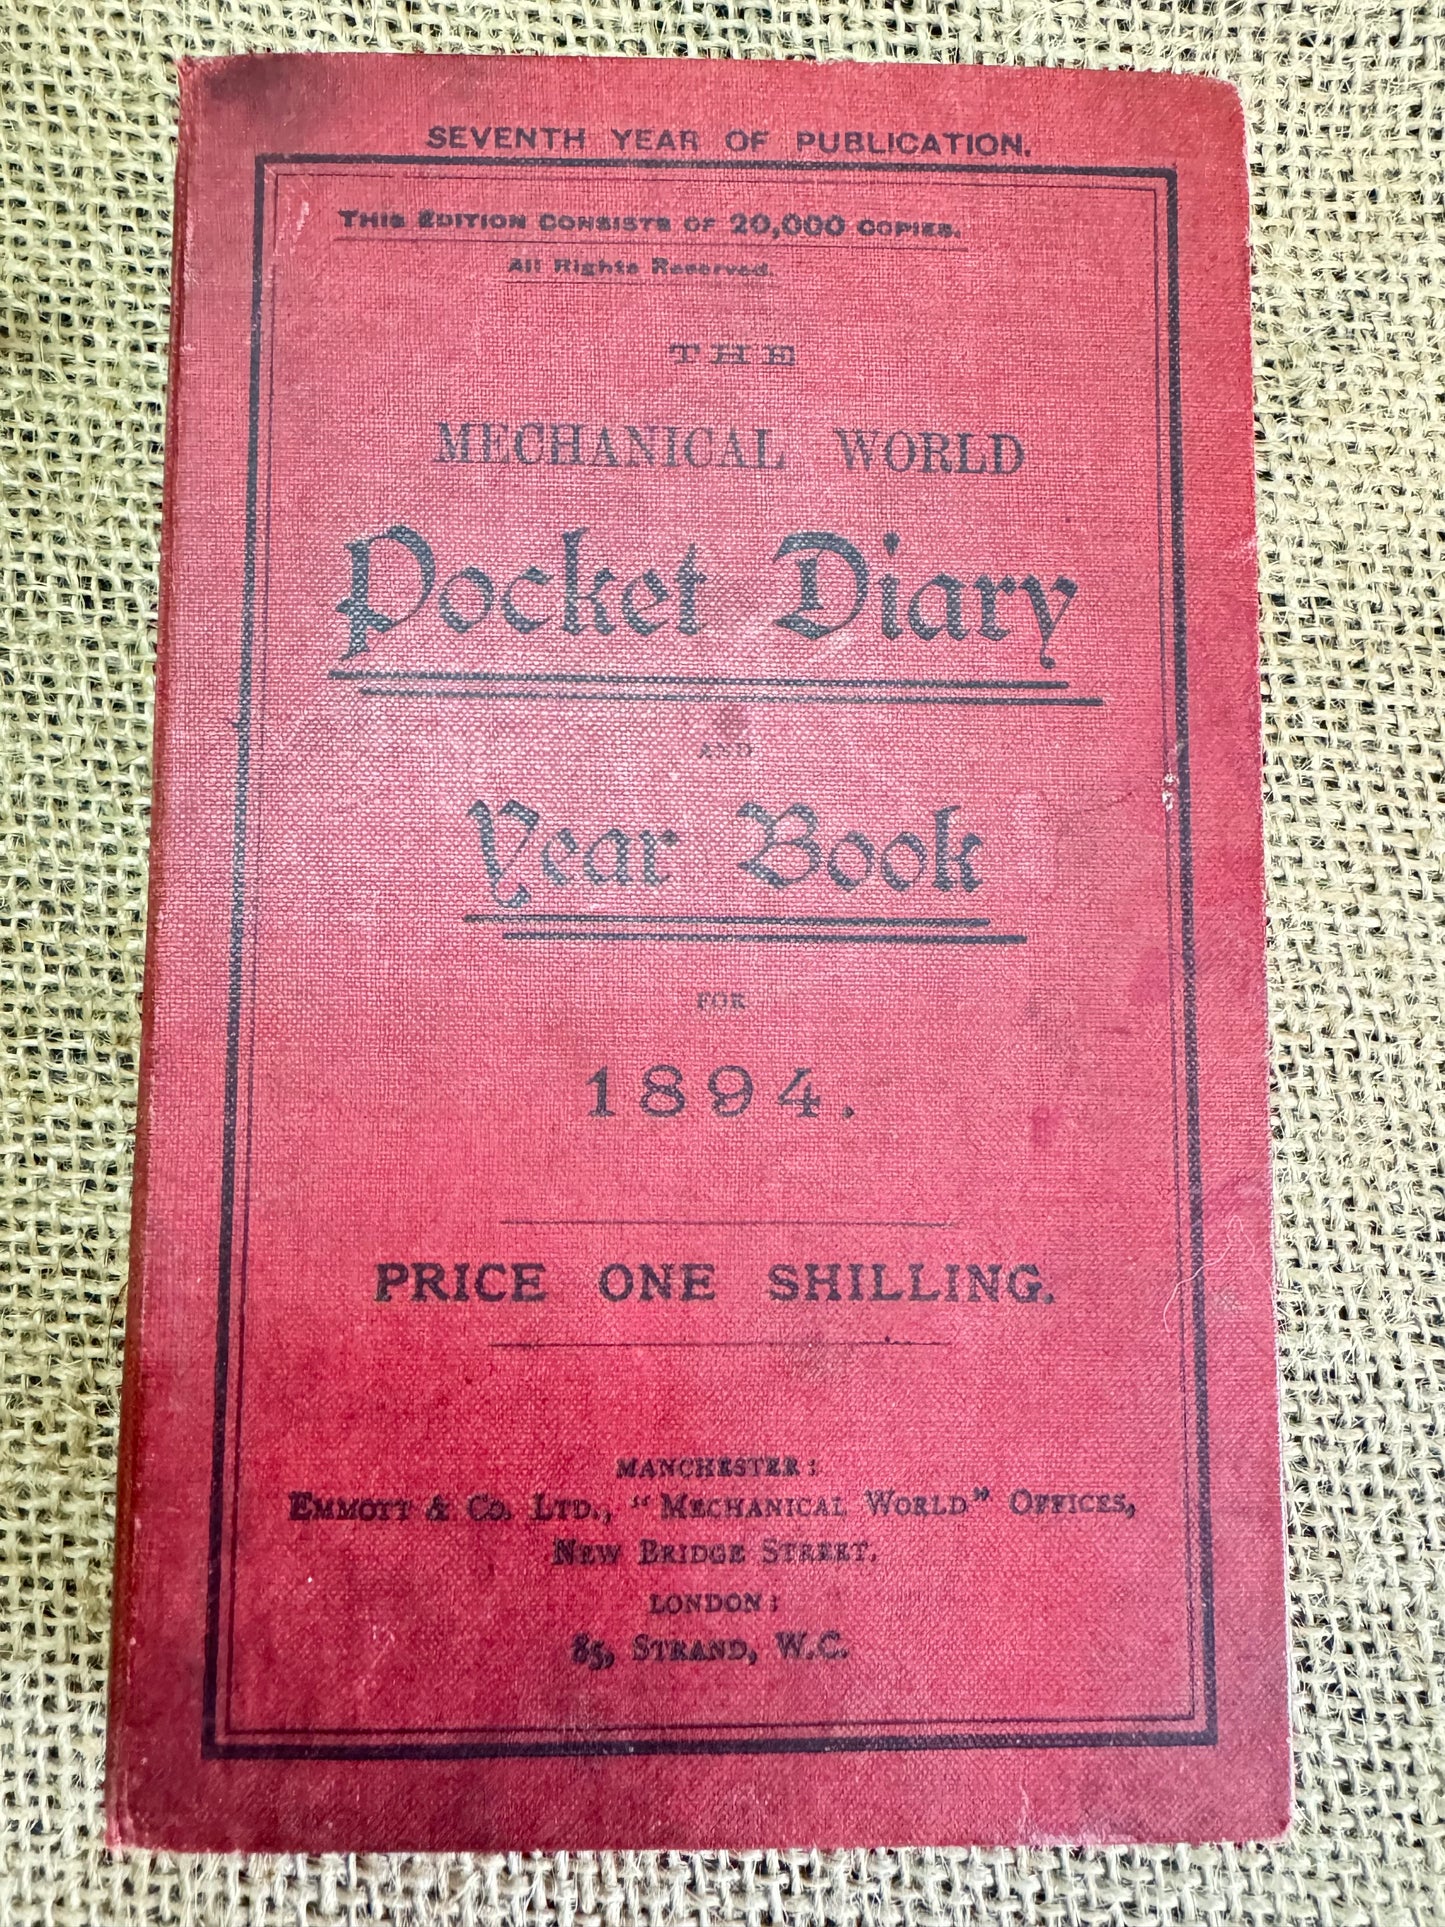 SEVENTH YEAR OF PUBLICATION.
THIS EDITION CONSISTS OF 20,000 COPIES.
All Rights Reserved.
THE
MECHANICAL WORLD
Pocket Diary
AND
Year Book
FOR
1894.
PRICE ONE SHILLING.
MANCHESTER:
EMMOTT & CO. LTD., "MECHANICAL WORLD" OFFICES,
NEW BRIDGE STREET.
LONDON:
85, STRAND, W.C.